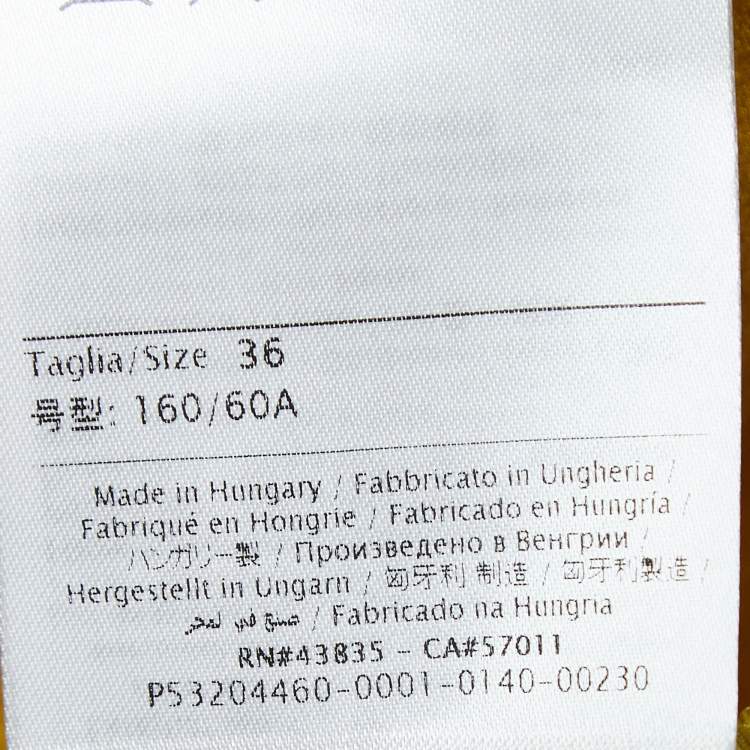 Taglia/Size 36
号型: 160/60A
Made in Hungary / Fabbricato in Ungheria /
Fabriqué en Hongrie / Fabricado en Hungría /
ハンガリー製 / Произведено в Венгрии /
Hergestellt in Ungarn / 匈牙利 制造 / 匈牙利製造 /
صنع في / Fabricado na Hungria
RN#43835 - CA#57011
P53204460-0001-0140-00230